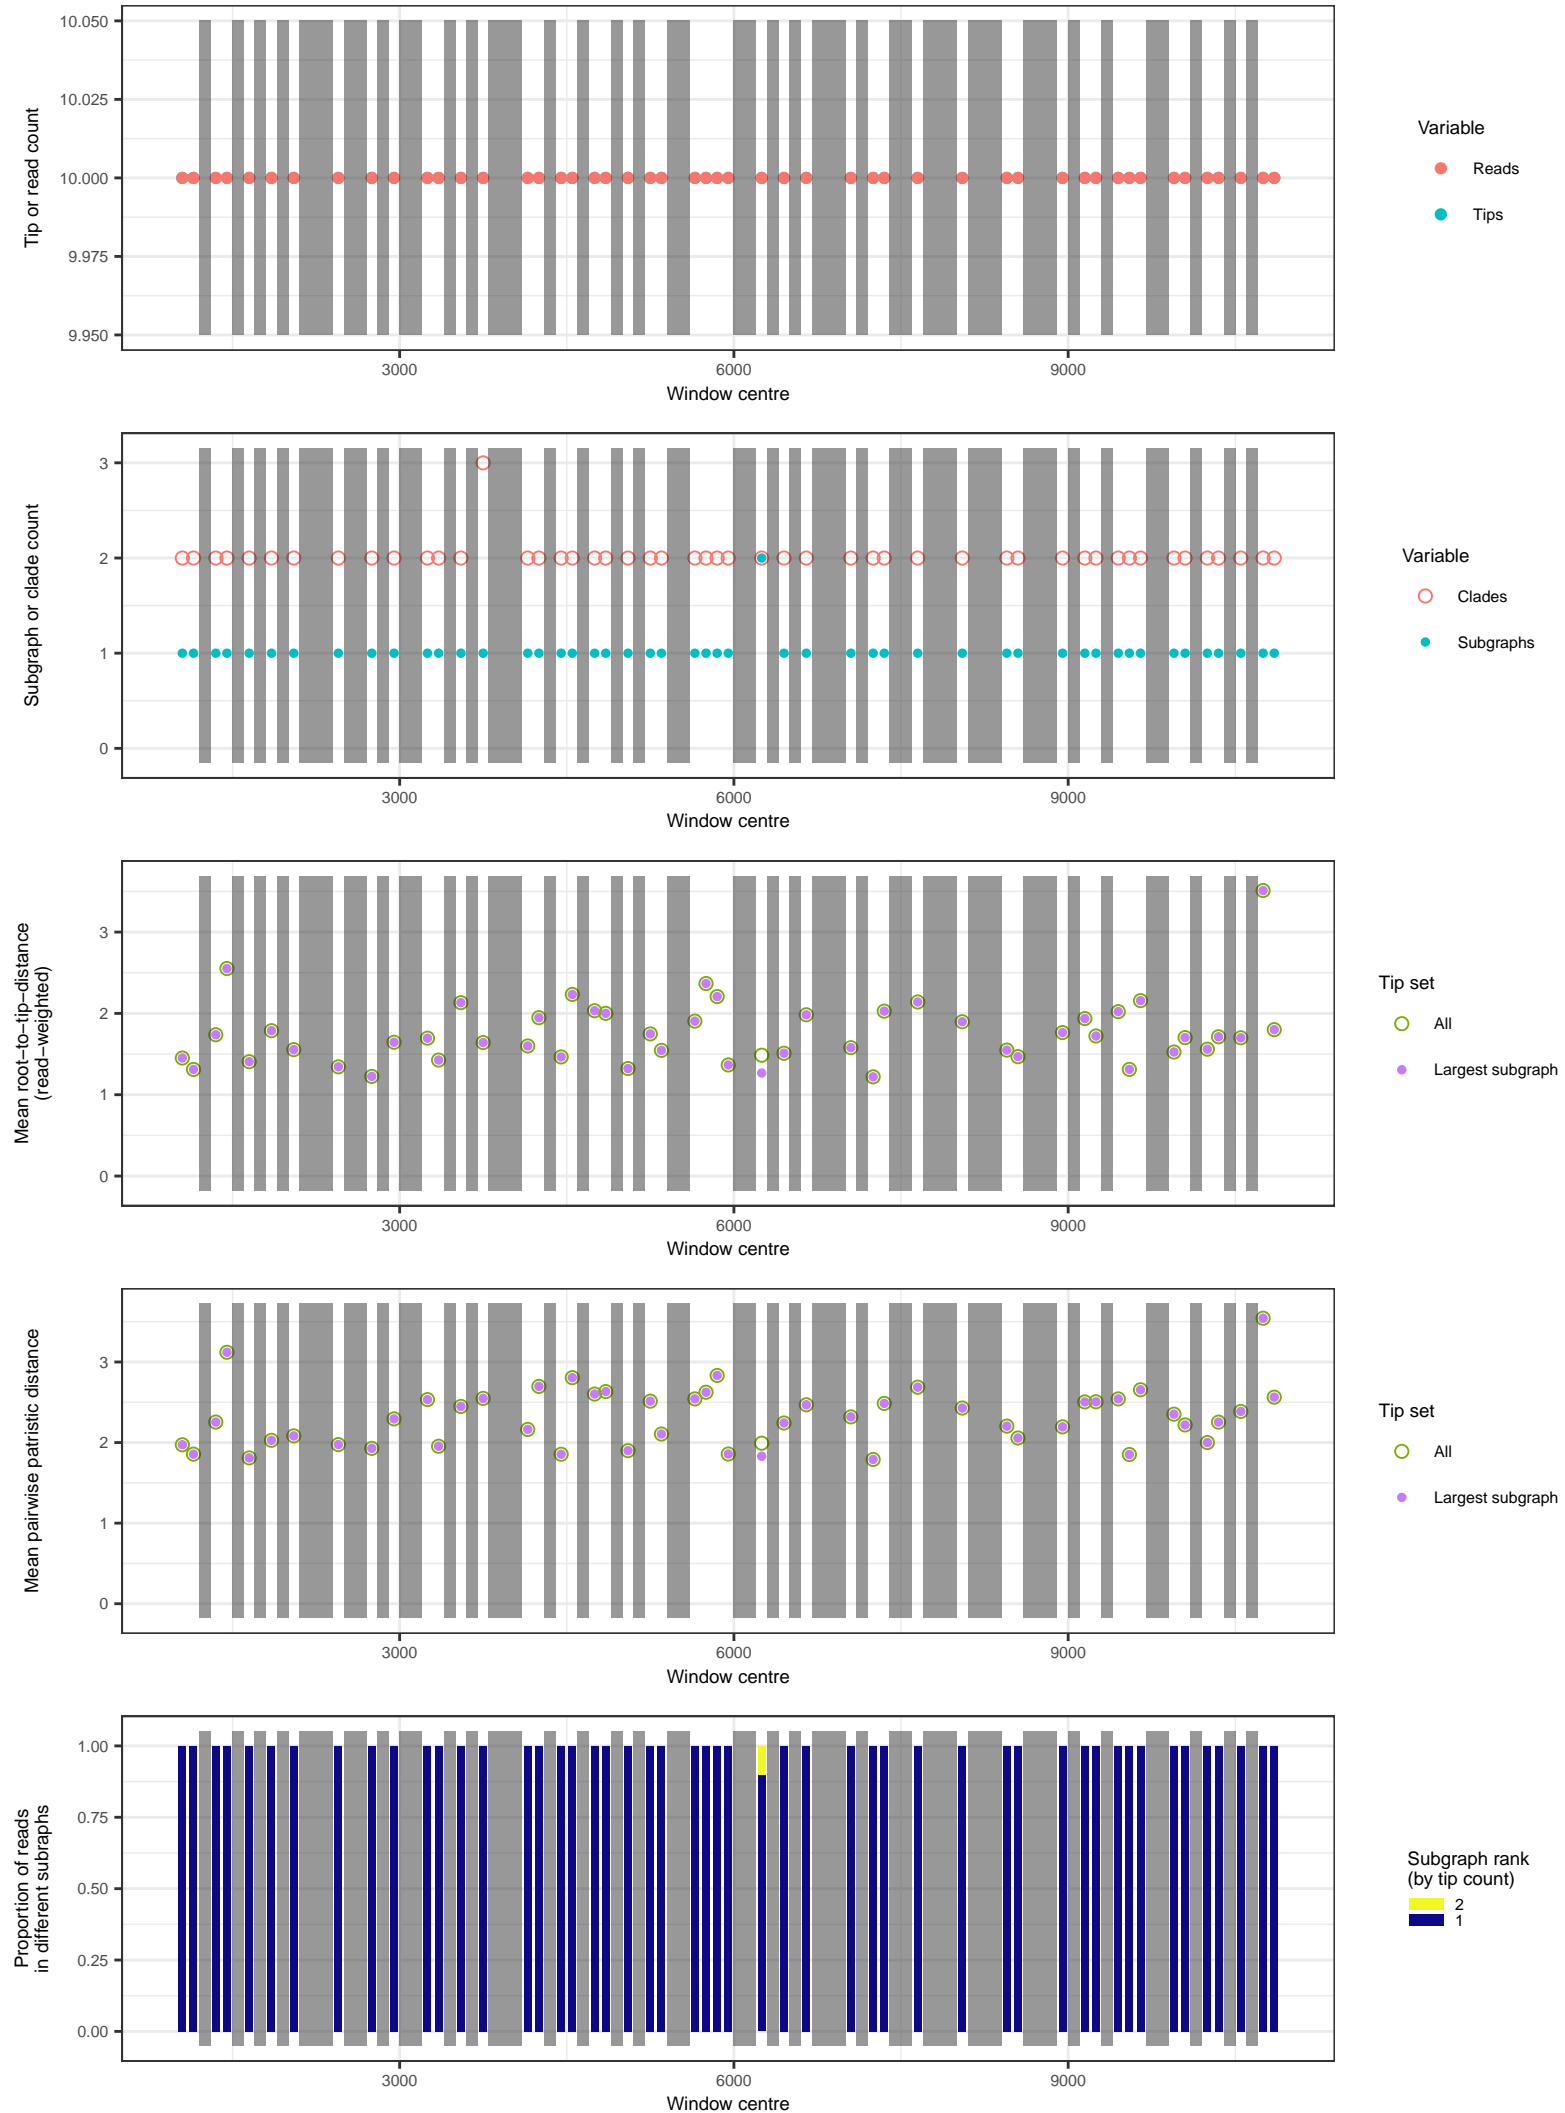 10.050
10.025
10.000
9.975
9.950
Tip or read count
3000
6000
9000
Window centre
Variable
Reads
Tips
3
2
1
0
Subgraph or clade count
3000
6000
9000
Window centre
Variable
Clades
Subgraphs
3
2
1
0
Mean root−to−tip−distance
(read−weighted)
3000
6000
9000
Window centre
Tip set
All
Largest subgraph
3
2
1
0
Mean pairwise patristic distance
3000
6000
9000
Window centre
Tip set
All
Largest subgraph
1.00
0.75
0.50
0.25
0.00
Proportion of reads
in different subraphs
3000
6000
9000
Window centre
Subgraph rank
(by tip count)
2
1